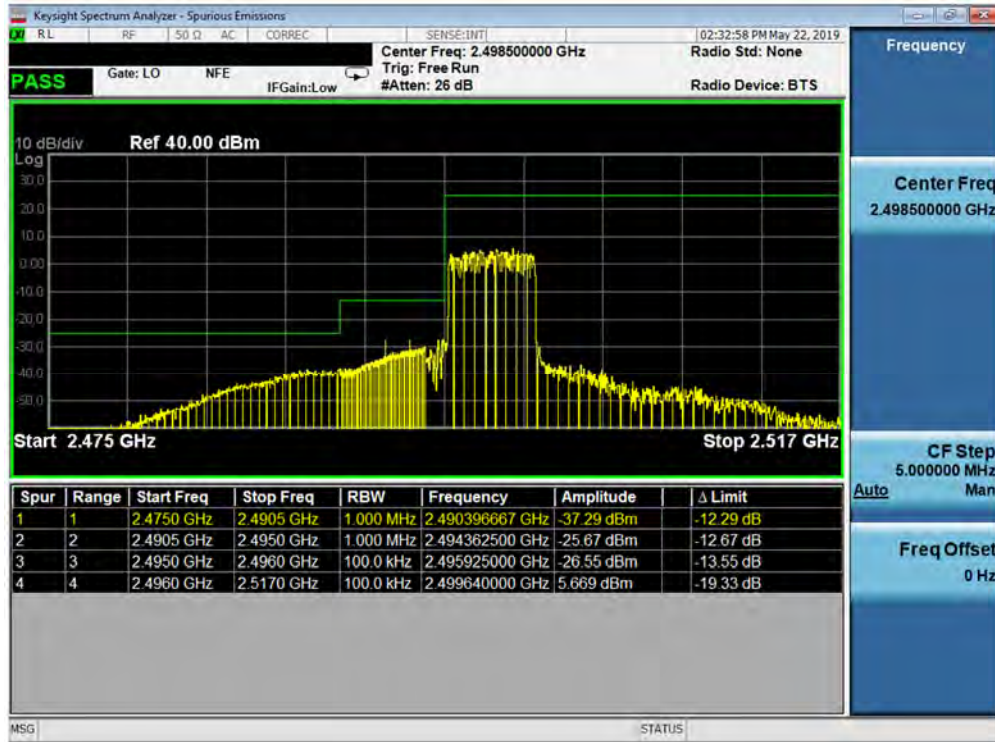 Keysight Spectrum Analyzer - Spurious Emissions
RL RF 50 Ω AC CORREC SENSE:INT 02:32:58 PM May 22, 2019
Center Freq: 2.498500000 GHz Radio Std: None
Gate: LO NFE Trig: Free Run
PASS IFGain:Low #Atten: 26 dB Radio Device: BTS
10 dB/div Ref 40.00 dBm
Log
30.0
20.0
10.0
0.00
-10.0
-20.0
-30.0
-40.0
-50.0
Start 2.475 GHz Stop 2.517 GHz
Spur Range Start Freq Stop Freq RBW Frequency Amplitude Δ Limit
1 1 2.4750 GHz 2.4905 GHz 1.000 MHz 2.490396667 GHz -37.29 dBm -12.29 dB
2 2 2.4905 GHz 2.4950 GHz 1.000 MHz 2.494362500 GHz -25.67 dBm -12.67 dB
3 3 2.4950 GHz 2.4960 GHz 100.0 kHz 2.495925000 GHz -26.55 dBm -13.55 dB
4 4 2.4960 GHz 2.5170 GHz 100.0 kHz 2.499640000 GHz 5.669 dBm -19.33 dB
MSG STATUS
Frequency
Center Freq
2.498500000 GHz
CF Step
5.000000 MHz
Auto Man
Freq Offset
0 Hz